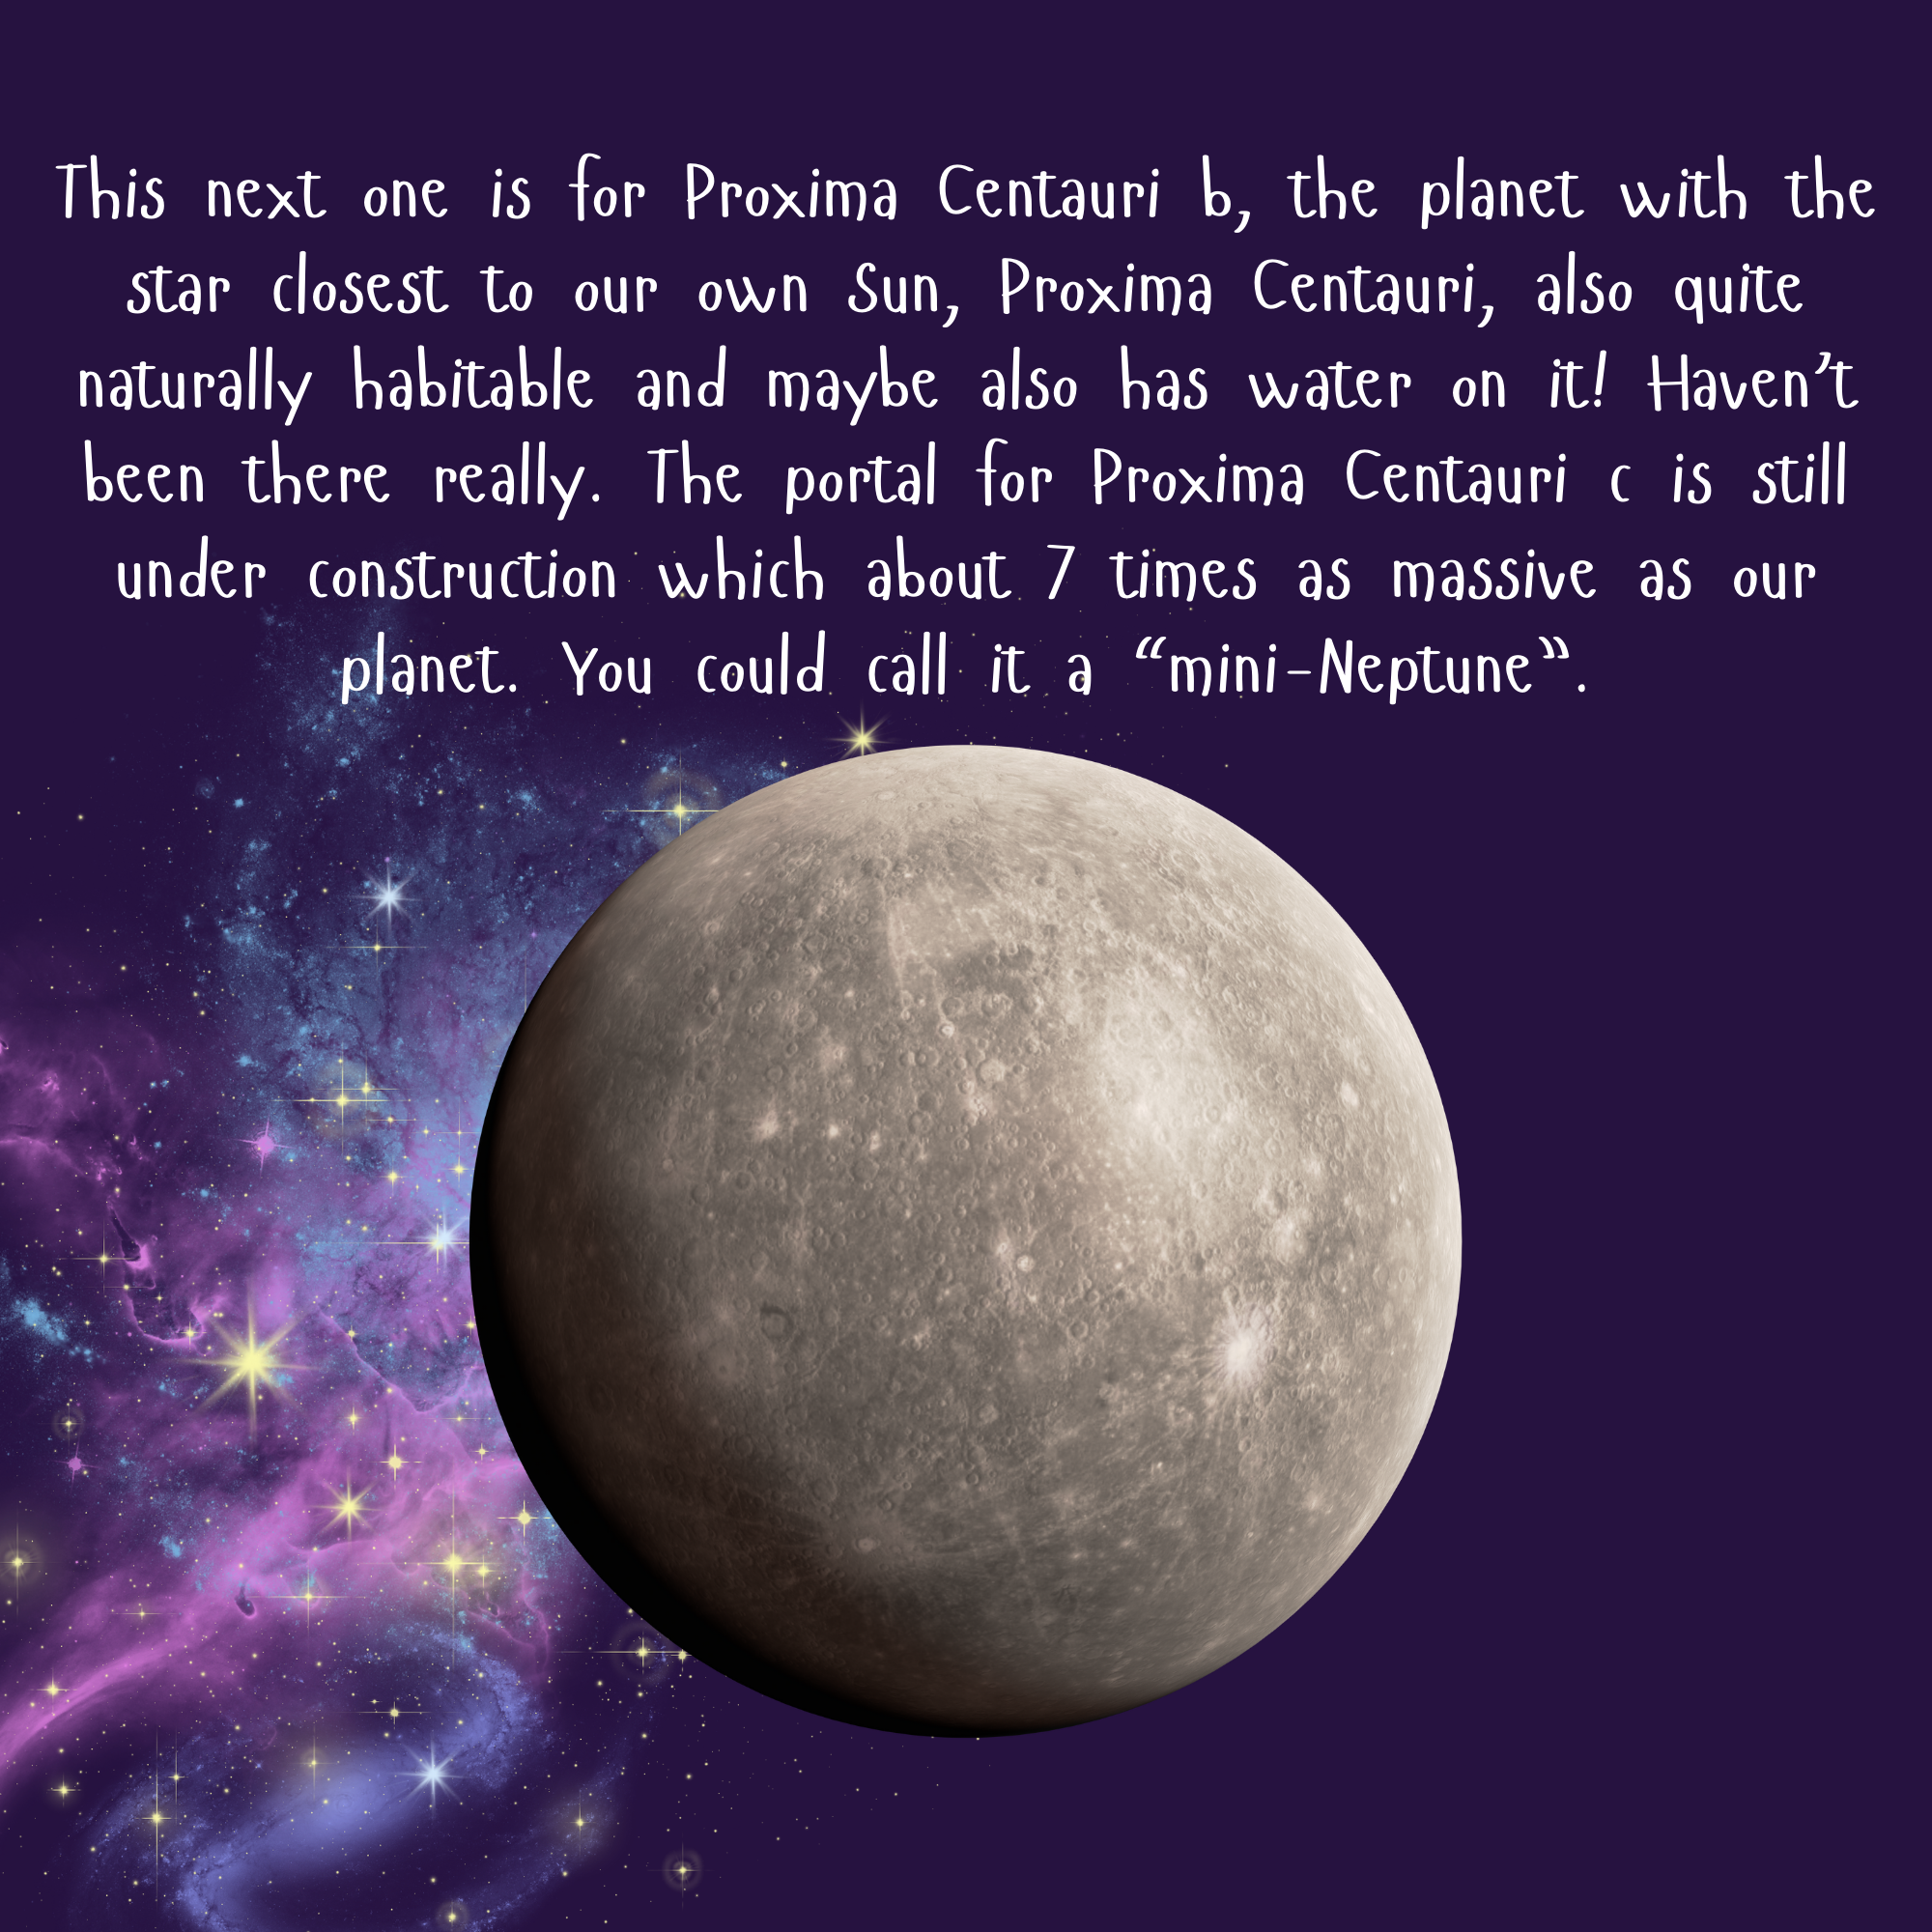 This next one is for Proxima Centauri b, the planet with the
star closest to our own Sun, Proxima Centauri, also quite
naturally habitable and maybe also has water on it! Haven’t
been there really. The portal for Proxima Centauri c is still
under construction which about 7 times as massive as our
planet. You could call it a “mini-Neptune”.